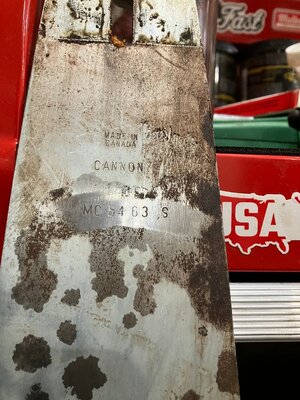 Fast
MADE IN
CANADA
CANNON
MC 54 63 S
USA